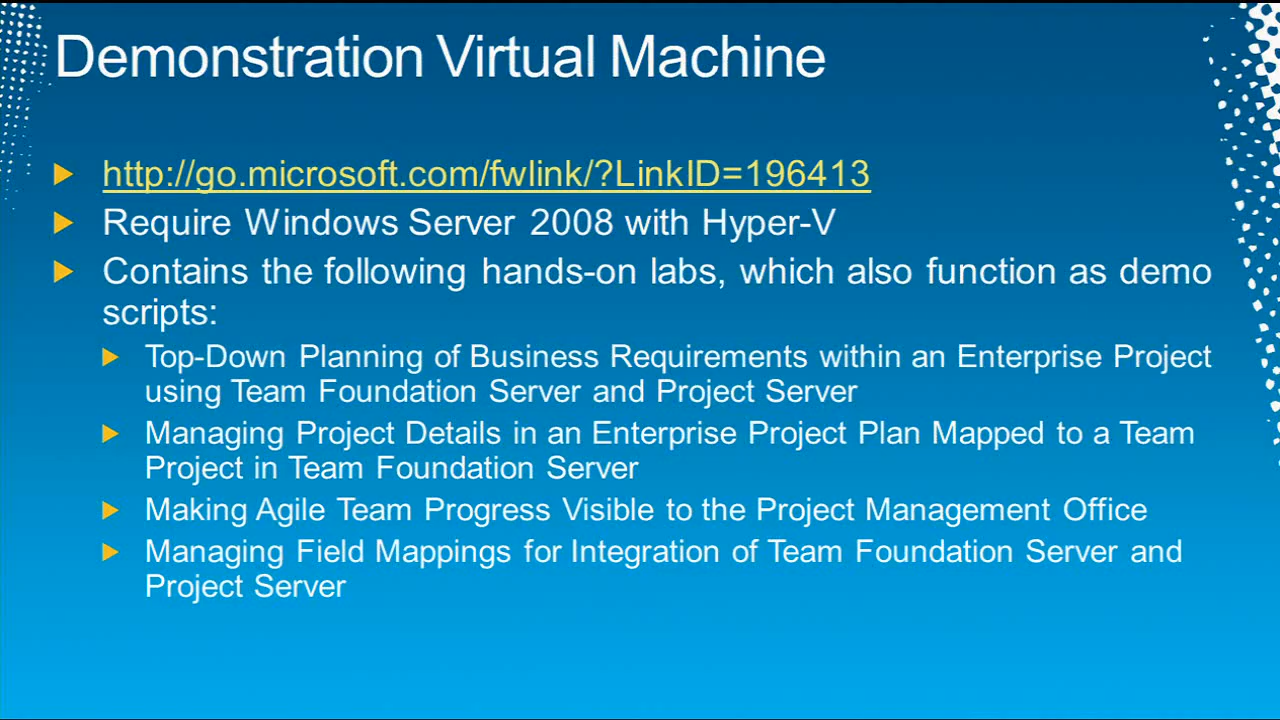 Demonstration Virtual Machine
http://go.microsoft.com/fwlink/?LinkID=196413
Require Windows Server 2008 with Hyper-V
Contains the following hands-on labs, which also function as demo
scripts:
Top-Down Planning of Business Requirements within an Enterprise Project
using Team Foundation Server and Project Server
Managing Project Details in an Enterprise Project Plan Mapped to a Team
Project in Team Foundation Server
Making Agile Team Progress Visible to the Project Management Office
Managing Field Mappings for Integration of Team Foundation Server and
Project Server